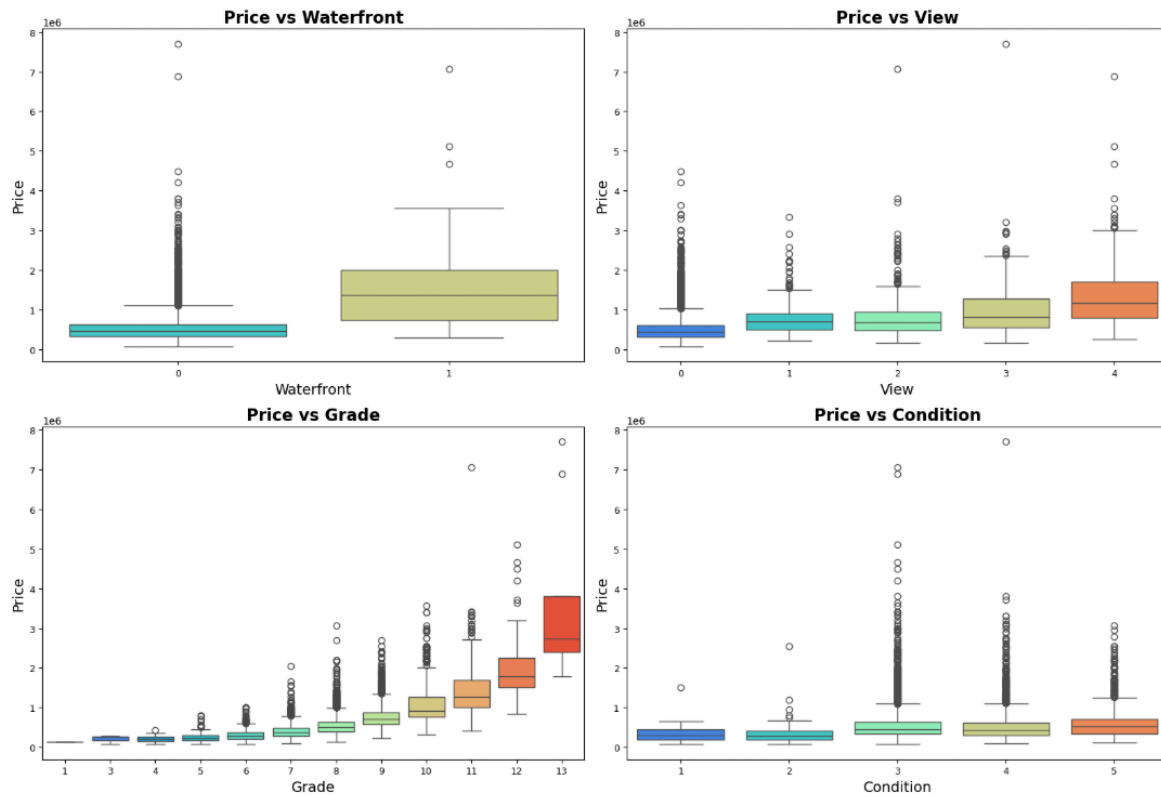 Price vs Waterfront
1e6
8
7
6
5
4
3
2
1
0
Price
0 1
Waterfront
Price vs View
1e6
8
7
6
5
4
3
2
1
0
Price
0 1 2 3 4
View
Price vs Grade
1e6
8
7
6
5
4
3
2
1
0
Price
1 3 4 5 6 7 8 9 10 11 12 13
Grade
Price vs Condition
1e6
8
7
6
5
4
3
2
1
0
Price
1 2 3 4 5
Condition